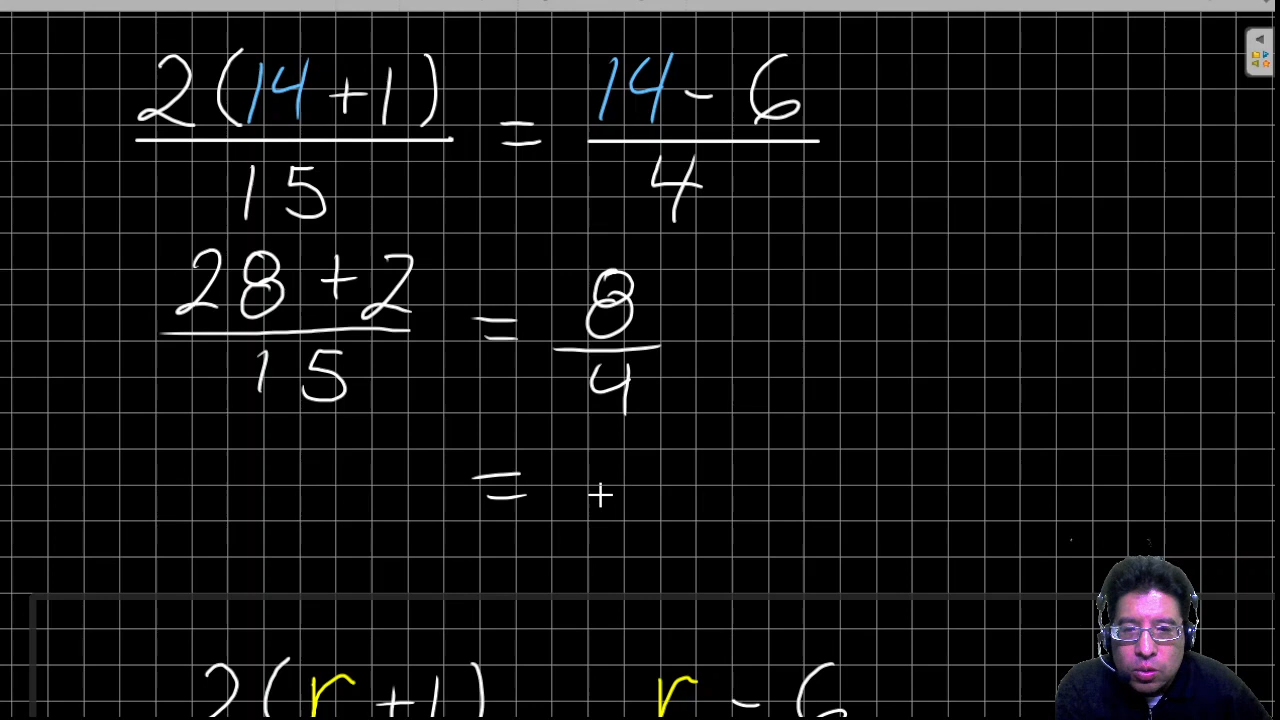 2(14+1) = 14-6
15 4
28+2 = 8
15 4
=
2(r+1) r-6